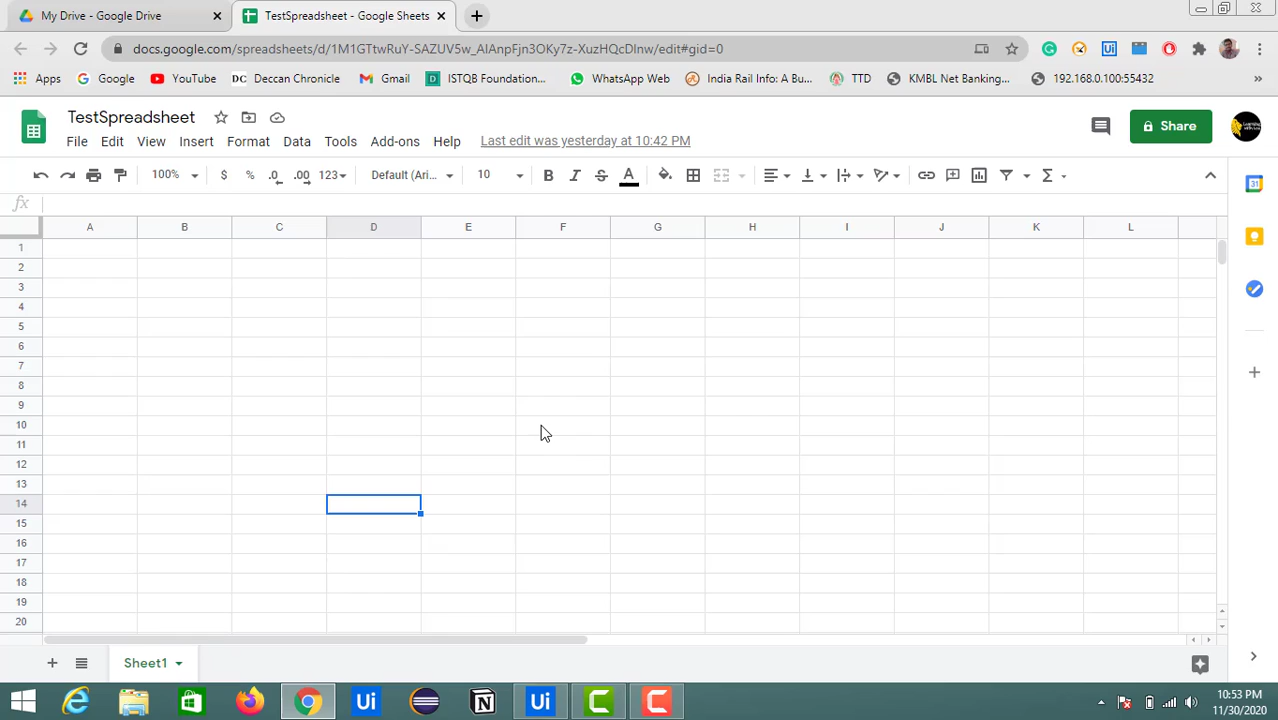 My Drive - Google Drive
TestSpreadsheet - Google Sheets
docs.google.com/spreadsheets/d/1M1GTtwRuY-SAZUV5w_AlAnpFjn3OKy7z-XuzHQcDlnw/edit#gid=0
Apps Google YouTube DC Deccan Chronicle Gmail ISTQB Foundation... WhatsApp Web India Rail Info: A Bu... TTD KMBL Net Banking... 192.168.0.100:55432 »
TestSpreadsheet
Share
File Edit View Insert Format Data Tools Add-ons Help Last edit was yesterday at 10:42 PM
100% $ % .0 .00 123 Default (Ari... 10 B I S A Σ
fx
A B C D E F G H I J K L
1
2
3
4
5
6
7
8
9
10
11
12
13
14
15
16
17
18
19
20
Sheet1
10:53 PM
11/30/2020